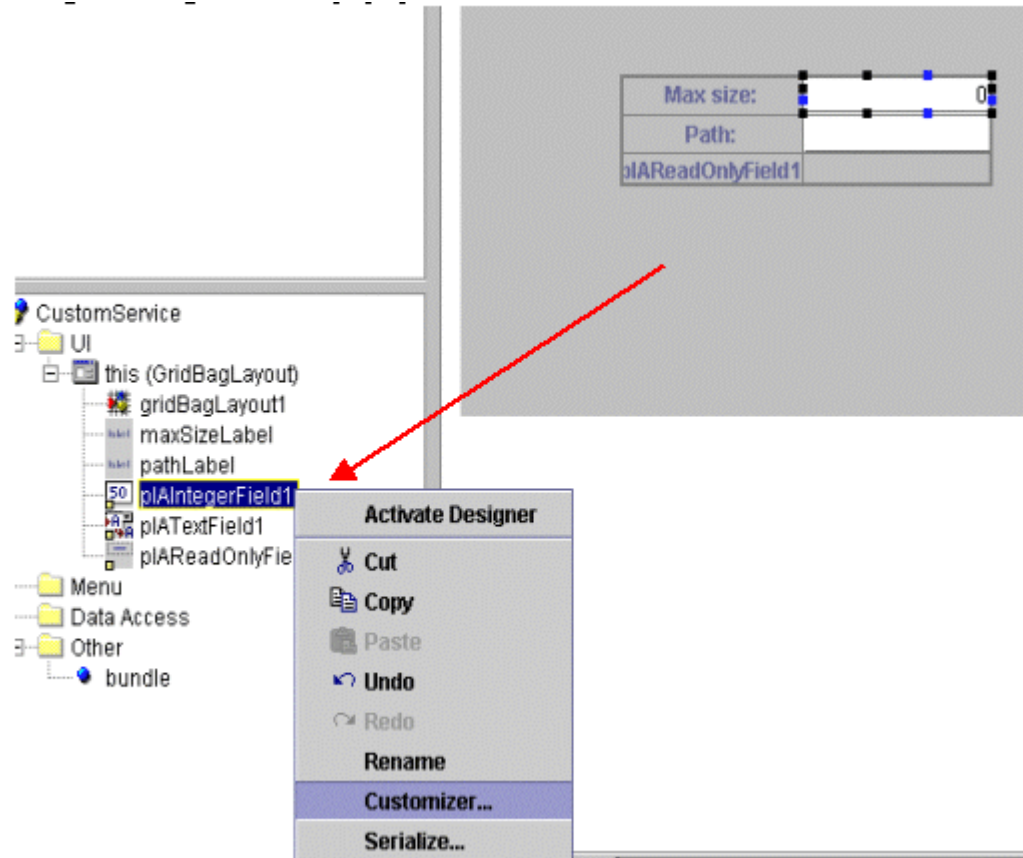 Max size:
0
Path:
plAReadOnlyField1
CustomService
UI
this (GridBagLayout)
gridBagLayout1
maxSizeLabel
pathLabel
plAIntegerField1
plATextField1
plAReadOnlyFie
Menu
Data Access
Other
bundle
Activate Designer
Cut
Copy
Paste
Undo
Redo
Rename
Customizer...
Serialize...